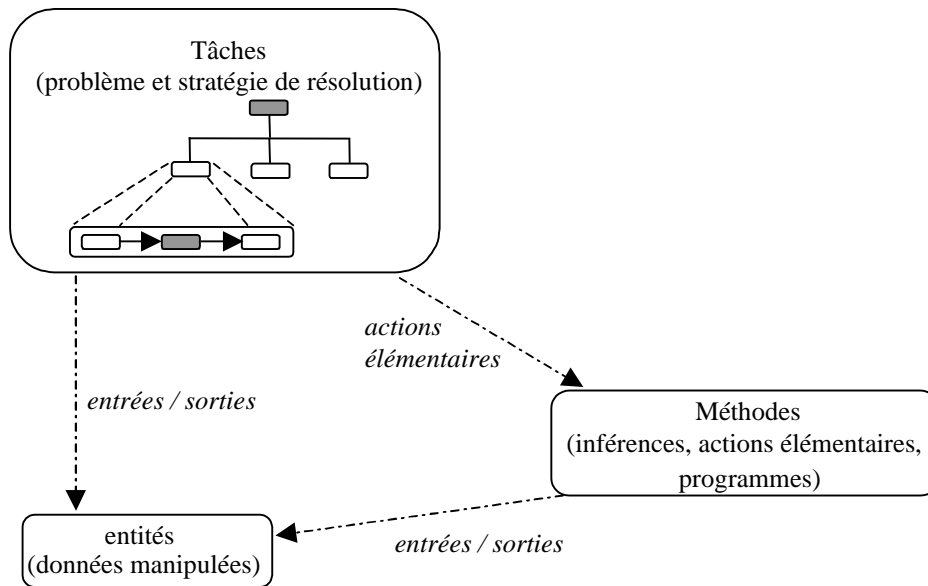 Tâches
(problème et stratégie de résolution)
actions
élémentaires
entrées / sorties
Méthodes
(inférences, actions élémentaires,
programmes)
entités
(données manipulées)
entrées / sorties